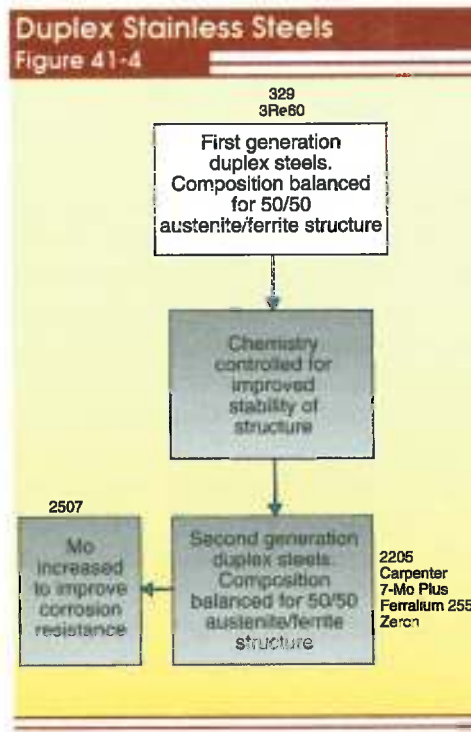 Duplex Stainless Steels
Figure 41-4
329
3Re60
First generation
duplex steels.
Composition balanced
for 50/50
austenite/ferrite structure
Chemistry
controlled for
improved
stability of
structure
2507
Mo
increased
to improve
corrosion
resistance
Second generation
duplex steels.
Composition
balanced for 50/50
austenite/ferrite
structure
2205
Carpenter
7-Mo Plus
Ferralium 255
Zeron